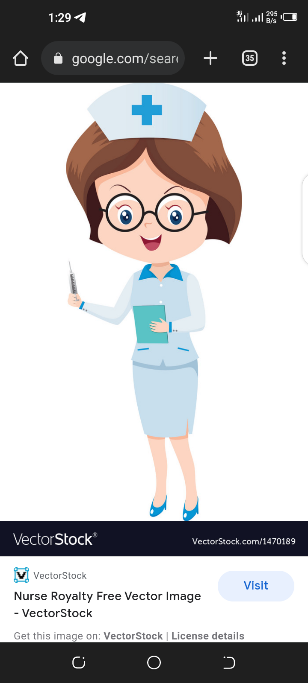 1:29
295
B/s
google.com/sear
35
VectorStock®
VectorStock.com/1470189
VectorStock
Nurse Royalty Free Vector Image
- VectorStock
Visit
Get this image on: VectorStock | License details